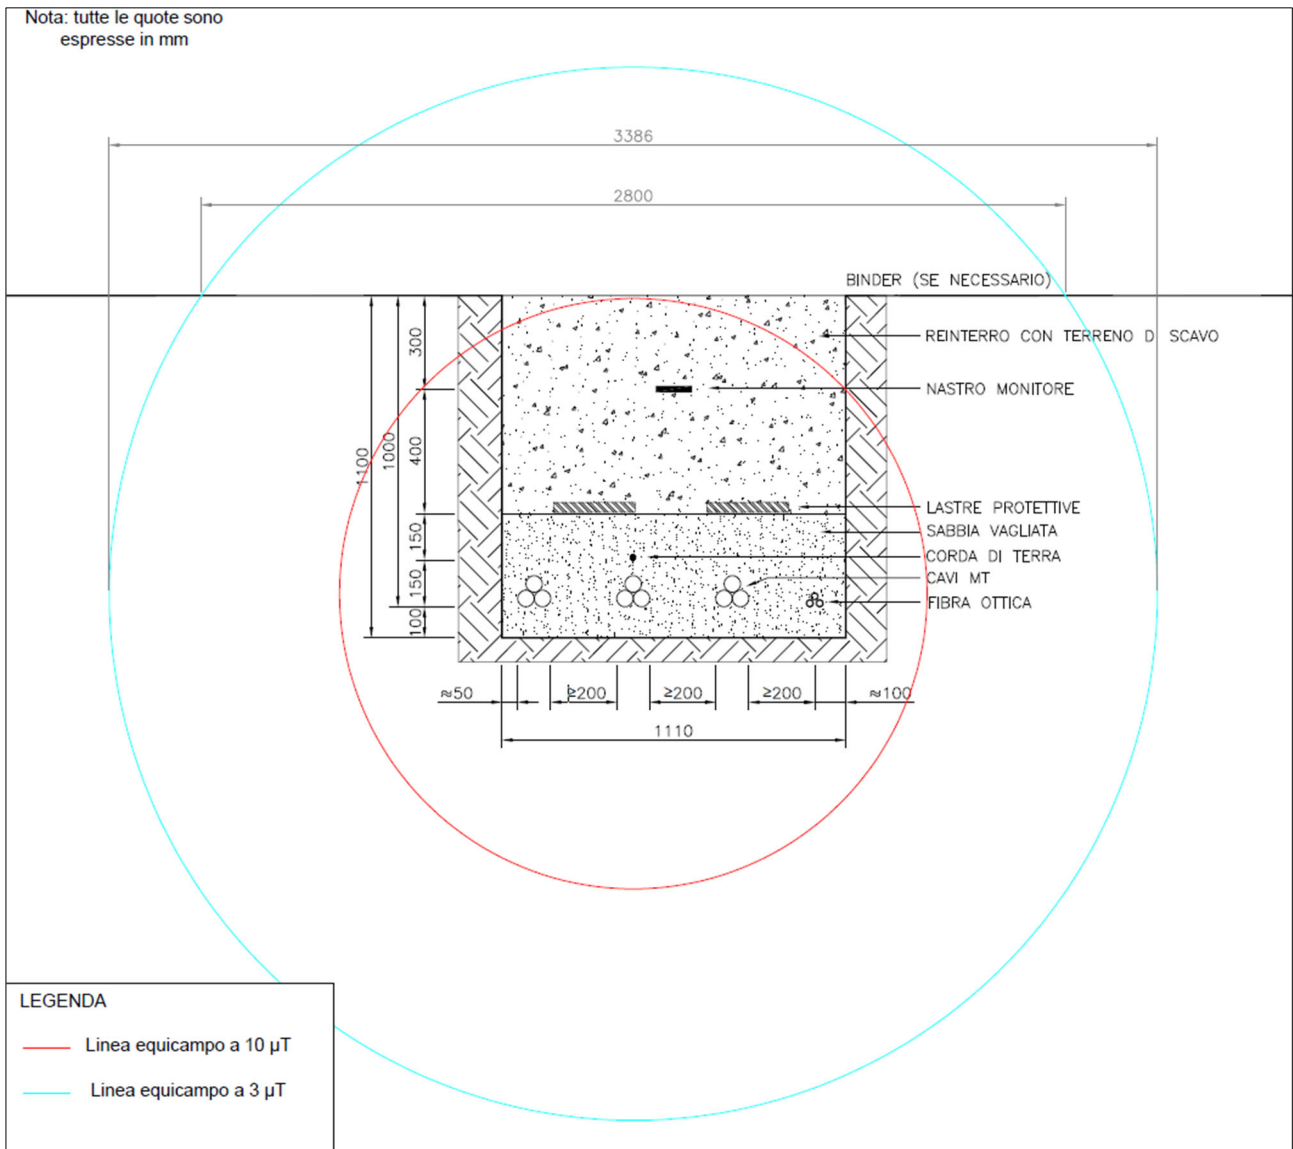 Nota: tutte le quote sono
espresse in mm
3386
2800
BINDER (SE NECESSARIO)
300
REINTERRO CON TERRENO D SCAVO
NASTRO MONITORE
1100
1000
400
LASTRE PROTETTIVE
150
SABBIA VAGLIATA
CORDA DI TERRA
150
CAVI MT
FIBRA OTTICA
100
≈50
≥200
≥200
≥200
≈100
1110
LEGENDA
Linea equicampo a 10 µT
Linea equicampo a 3 µT